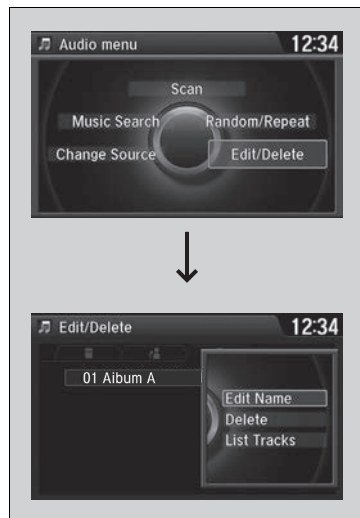 Audio menu 12:34
Scan
Music Search Random/Repeat
Change Source Edit/Delete
Edit/Delete 12:34
01 Aibum A
Edit Name
Delete
List Tracks